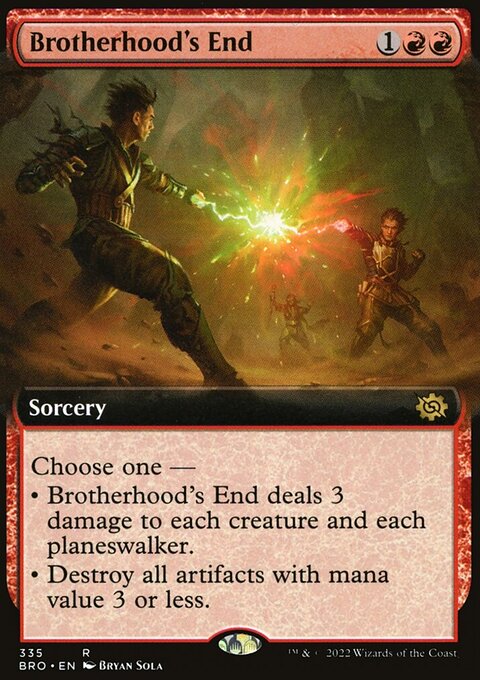 Brotherhood's End 1
Sorcery
Choose one —
• Brotherhood's End deals 3
damage to each creature and each
planeswalker.
• Destroy all artifacts with mana
value 3 or less.
335 R
BRO • EN Bryan Sola
™ & © 2022 Wizards of the Coast